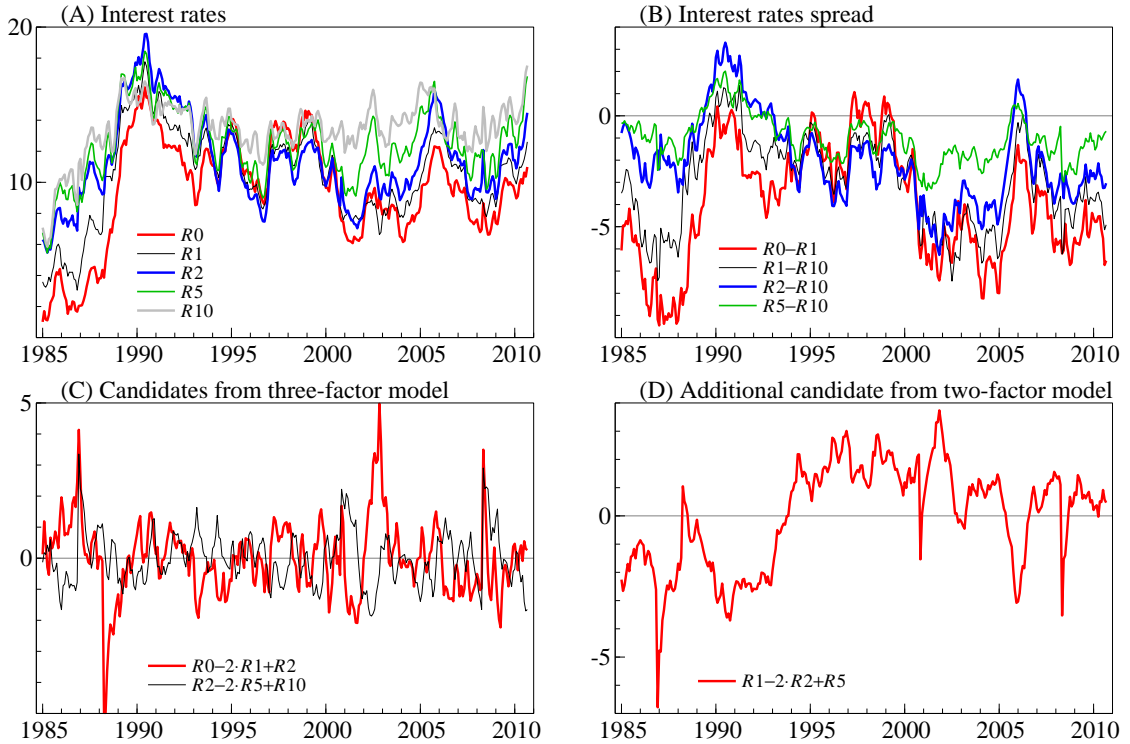 (A) Interest rates
20
10
R0
R1
R2
R5
R10
1985 1990 1995 2000 2005 2010
(B) Interest rates spread
0
-5
R0−R1
R1−R10
R2−R10
R5−R10
1985 1990 1995 2000 2005 2010
(C) Candidates from three-factor model
5
0
R0−2·R1+R2
R2−2·R5+R10
1985 1990 1995 2000 2005 2010
(D) Additional candidate from two-factor model
0
-5
R1−2·R2+R5
1985 1990 1995 2000 2005 2010